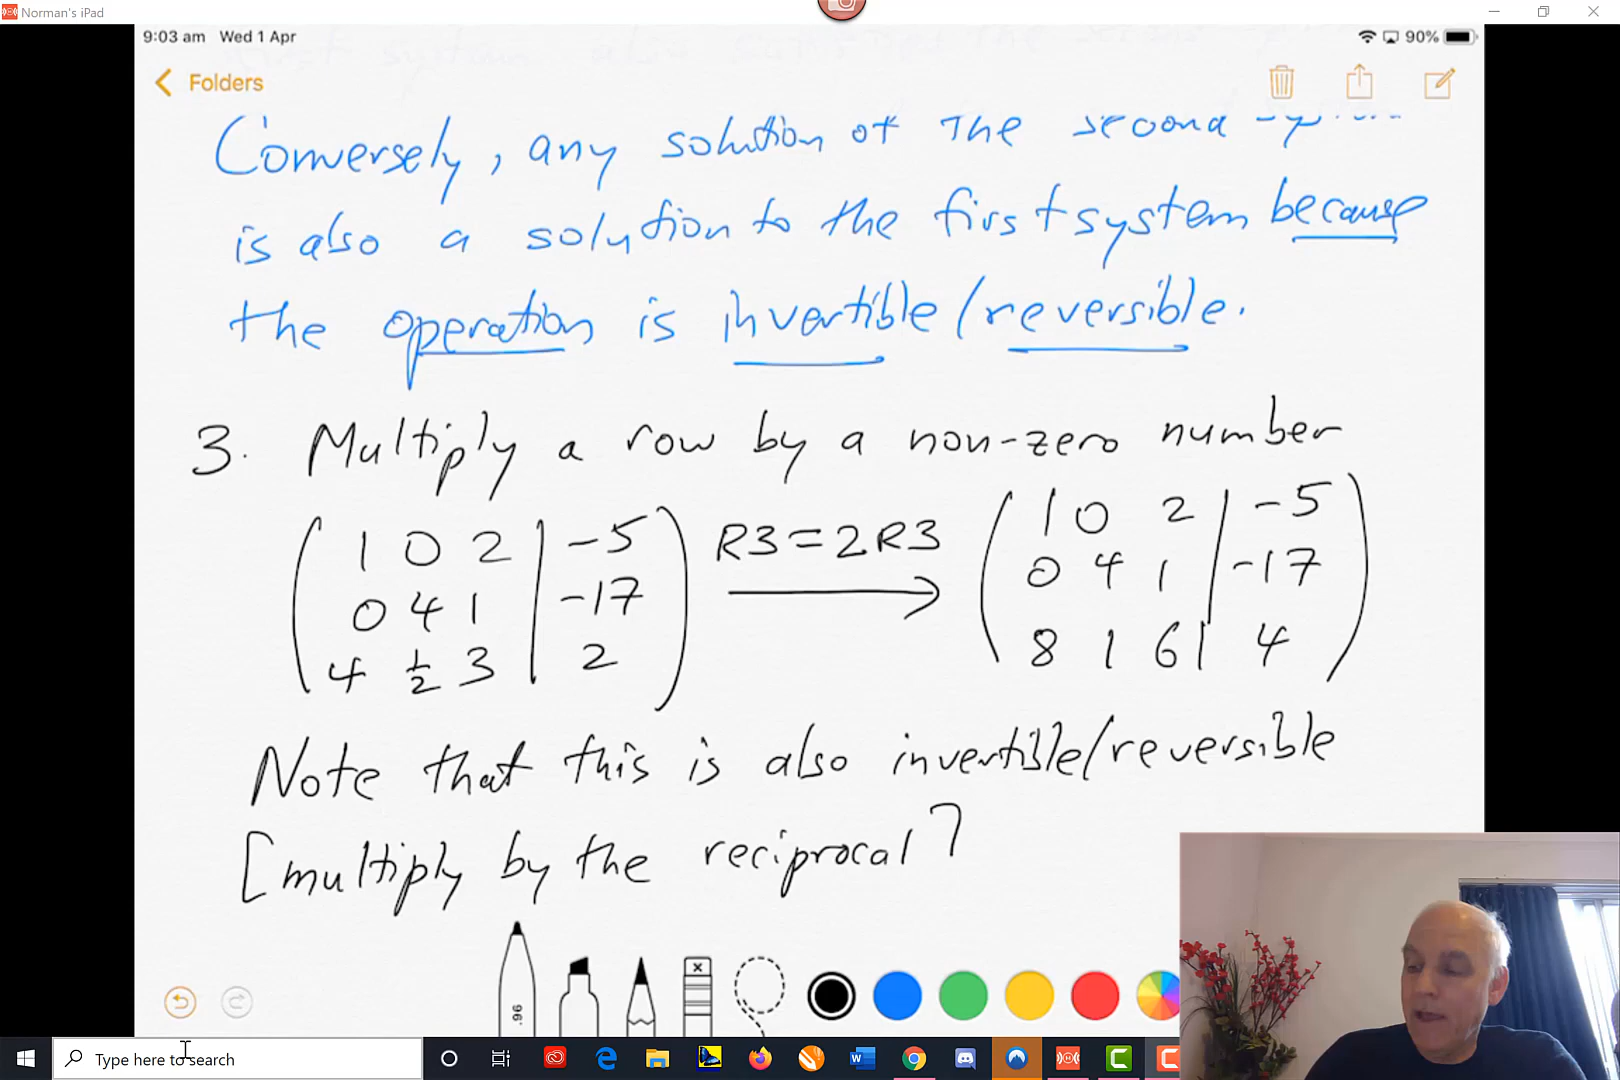 Norman's iPad
9:03 am Wed 1 Apr
90%
Folders
Conversely, any solution of the second system
is also a solution to the first system because
the operation is invertible/reversible.
3. Multiply a row by a non-zero number
1 0 2 | -5
0 4 1 | -17
4 1/2 3 | 2
R3=2R3
1 0 2 | -5
0 4 1 | -17
8 1 6 | 4
Note that this is also invertible/reversible
[multiply by the reciprocal]
.96
Type here to search